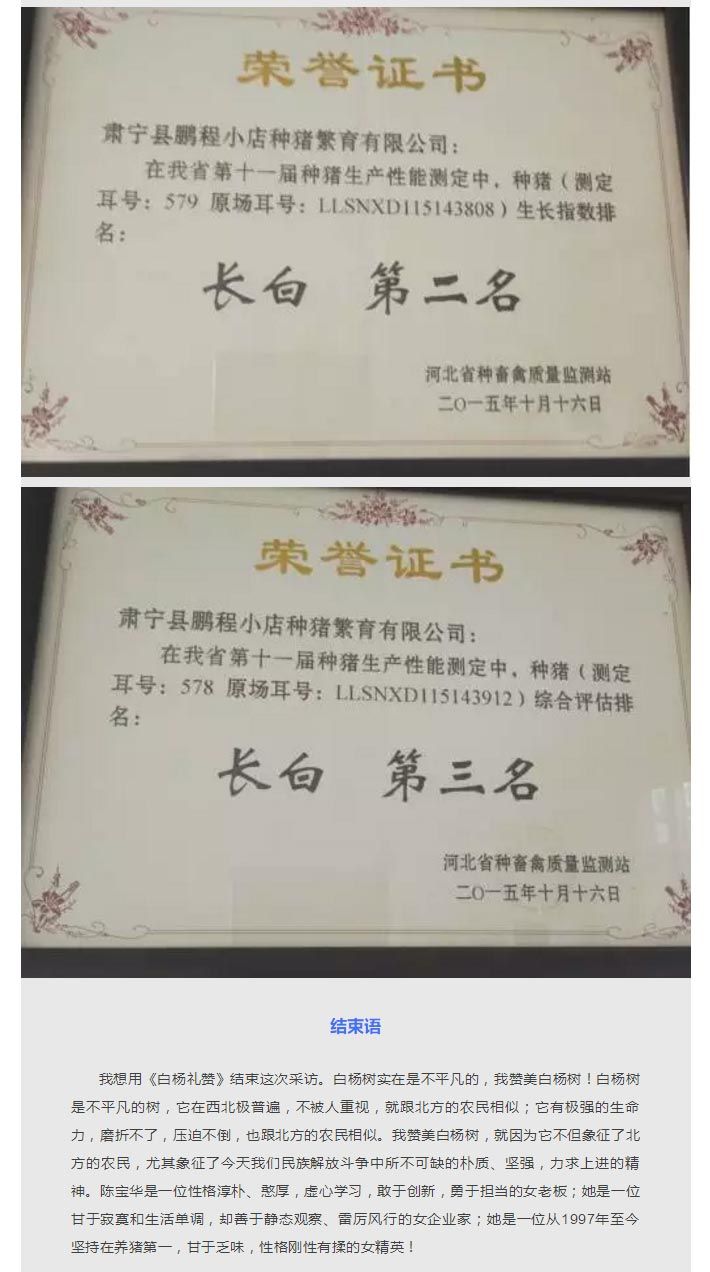 荣誉证书
肃宁县鹏程小店种猪繁育有限公司：
在我省第十一届种猪生产性能测定中，种猪（测定
耳号：579 原场耳号：LLSNXD115143808）生长指数排
名：
长白 第二名
河北省种畜禽质量监测站
二〇一五年十月十六日
荣誉证书
肃宁县鹏程小店种猪繁育有限公司：
在我省第十一届种猪生产性能测定中，种猪（测定
耳号：578 原场耳号：LLSNXD115143912）综合评估排
名：
长白 第三名
河北省种畜禽质量监测站
二〇一五年十月十六日
结束语
我想用《白杨礼赞》结束这次采访。白杨树实在是不平凡的，我赞美白杨树！白杨树
是不平凡的树，它在西北极普遍，不被人重视，就跟北方的农民相似；它有极强的生命
力，磨折不了，压迫不倒，也跟北方的农民相似。我赞美白杨树，就因为它不但象征了北
方的农民，尤其象征了今天我们民族解放斗争中所不可缺的朴质、坚强，力求上进的精
神。陈宝华是一位性格淳朴、憨厚，虚心学习，敢于创新，勇于担当的女老板；她是一位
甘于寂寞和生活单调，却善于静态观察、雷厉风行的女企业家；她是一位从1997年至今
坚持在养猪第一，甘于乏味，性格刚性有揉的女精英！